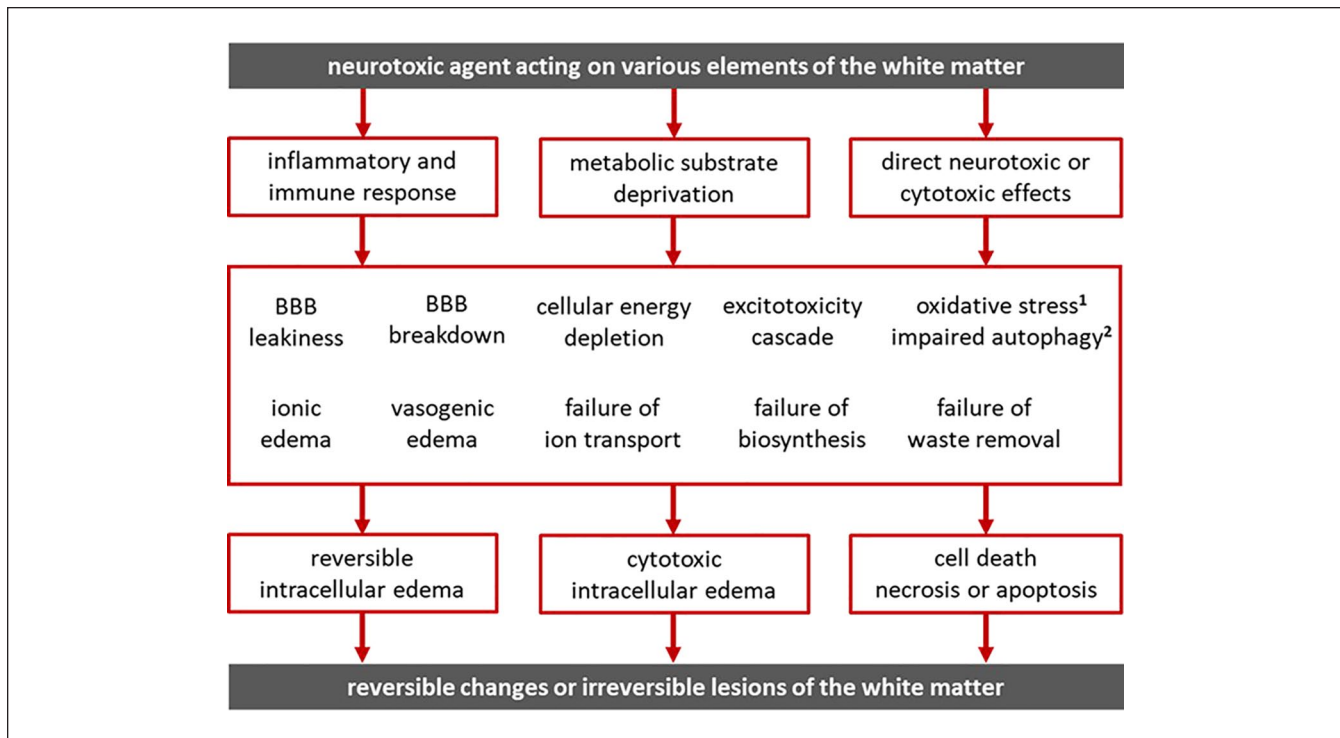 neurotoxic agent acting on various elements of the white matter
inflammatory and
immune response
metabolic substrate
deprivation
direct neurotoxic or
cytotoxic effects
BBB
leakiness
BBB
breakdown
cellular energy
depletion
excitotoxicity
cascade
oxidative stress¹
impaired autophagy²
ionic
edema
vasogenic
edema
failure of
ion transport
failure of
biosynthesis
failure of
waste removal
reversible
intracellular edema
cytotoxic
intracellular edema
cell death
necrosis or apoptosis
reversible changes or irreversible lesions of the white matter